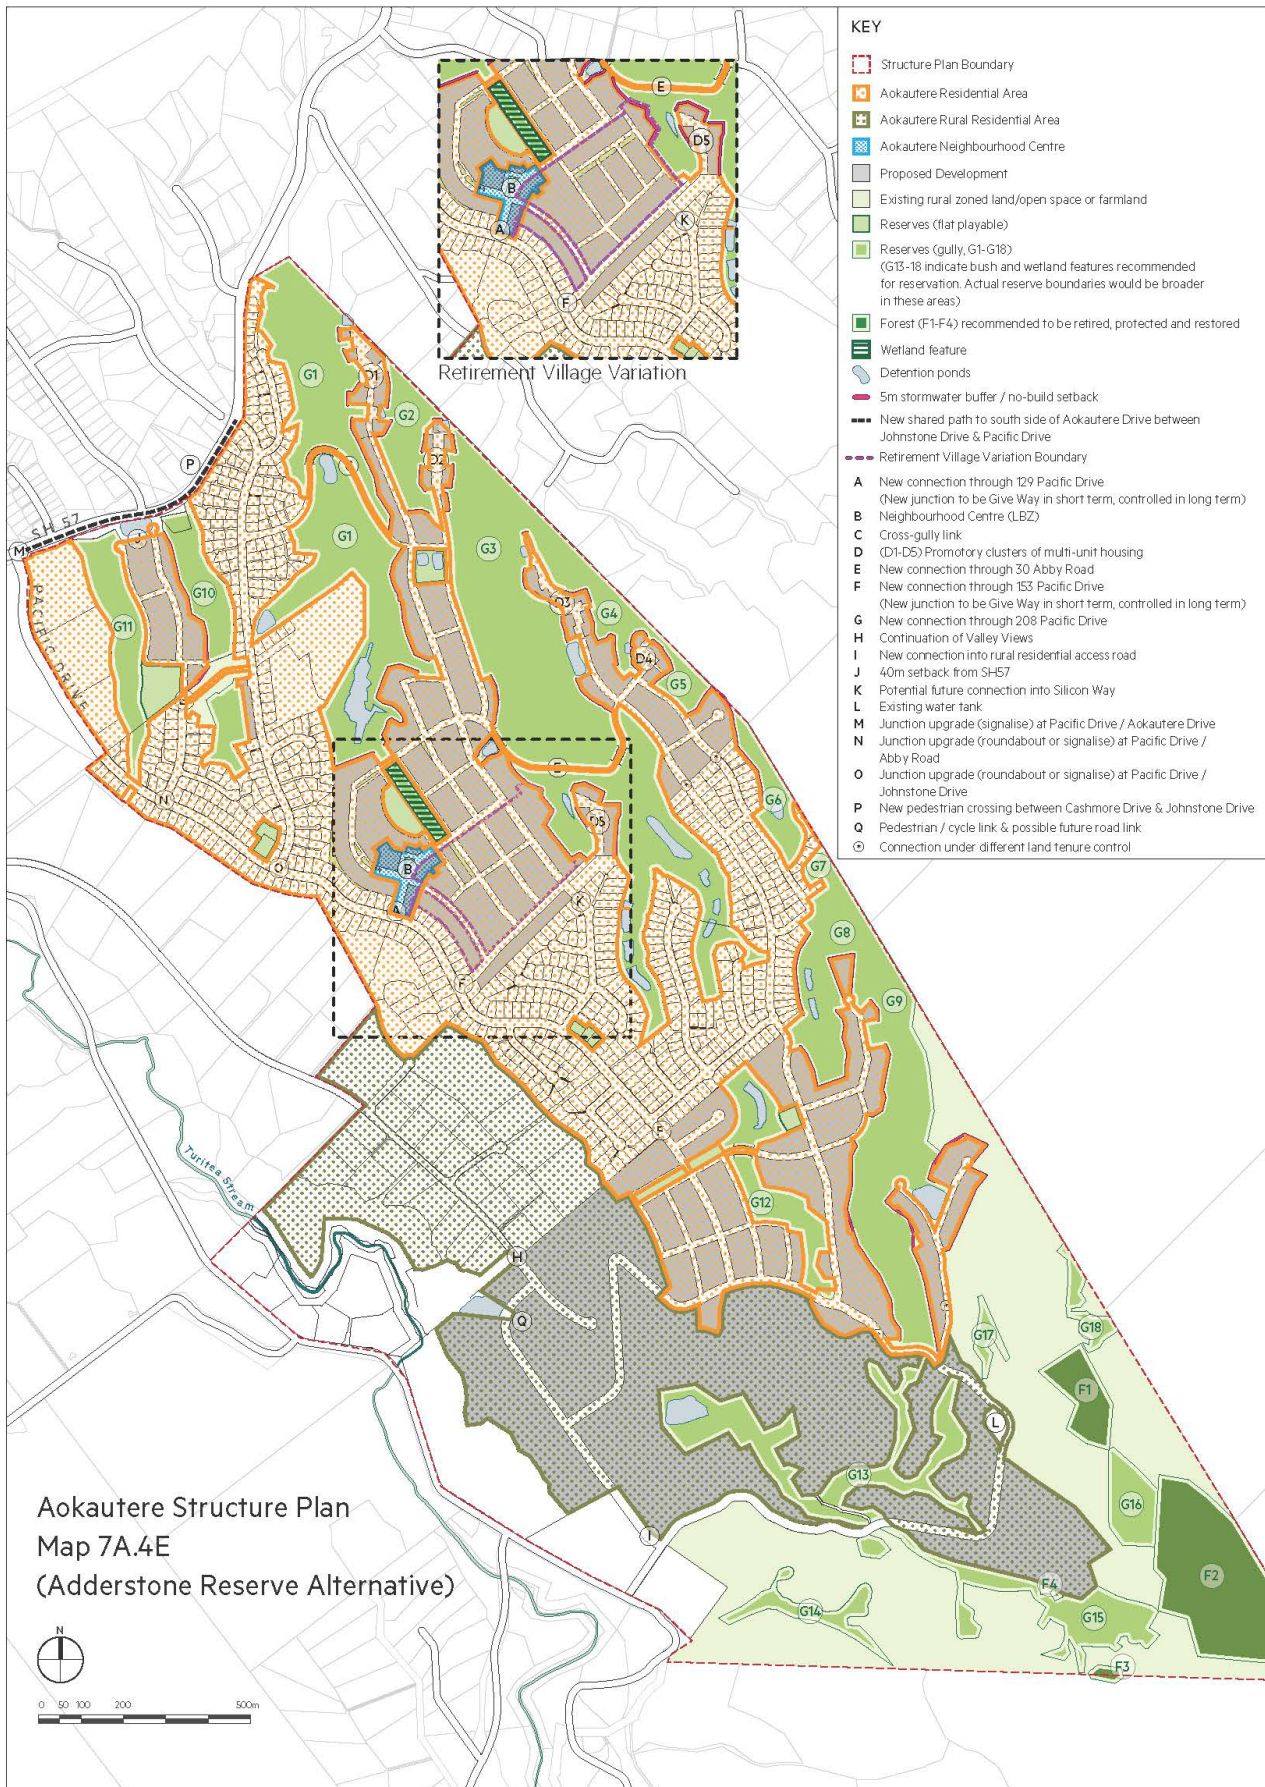 KEY
Structure Plan Boundary
Aokautere Residential Area
Aokautere Rural Residential Area
Aokautere Neighbourhood Centre
Proposed Development
Existing rural zoned land/open space or farmland
Reserves (flat playable)
Reserves (gully, G1-G18)
(G13-18 indicate bush and wetland features recommended
for reservation. Actual reserve boundaries would be broader
in these areas)
Forest (F1-F4) recommended to be retired, protected and restored
Wetland feature
Detention ponds
5m stormwater buffer / no-build setback
New shared path to south side of Aokautere Drive between
Johnstone Drive & Pacific Drive
Retirement Village Variation Boundary
A New connection through 129 Pacific Drive
(New junction to be Give Way in short term, controlled in long term)
B Neighbourhood Centre (LBZ)
C Cross-gully link
D (D1-D5) Promotory clusters of multi-unit housing
E New connection through 30 Abby Road
F New connection through 153 Pacific Drive
(New junction to be Give Way in short term, controlled in long term)
G New connection through 208 Pacific Drive
H Continuation of Valley Views
I New connection into rural residential access road
J 40m setback from SH57
K Potential future connection into Silicon Way
L Existing water tank
M Junction upgrade (signalise) at Pacific Drive / Aokautere Drive
N Junction upgrade (roundabout or signalise) at Pacific Drive /
Abby Road
O Junction upgrade (roundabout or signalise) at Pacific Drive /
Johnstone Drive
P New pedestrian crossing between Cashmore Drive & Johnstone Drive
Q Pedestrian / cycle link & possible future road link
Connection under different land tenure control
E
D5
B
A
K
F
Retirement Village Variation
G1
D1
G2
D2
P
SH 57
M
J
G1
G3
G10
G11
PACIFIC DRIVE
D3
G4
D4
G5
E
N
O
D5
G6
G7
B
A
K
G8
F
G9
Turitea Stream
G12
H
Q
G17
G18
F1
L
G13
G16
I
F2
F4
G14
G15
F3
Aokautere Structure Plan
Map 7A.4E
(Adderstone Reserve Alternative)
N
0 50 100 200 500m